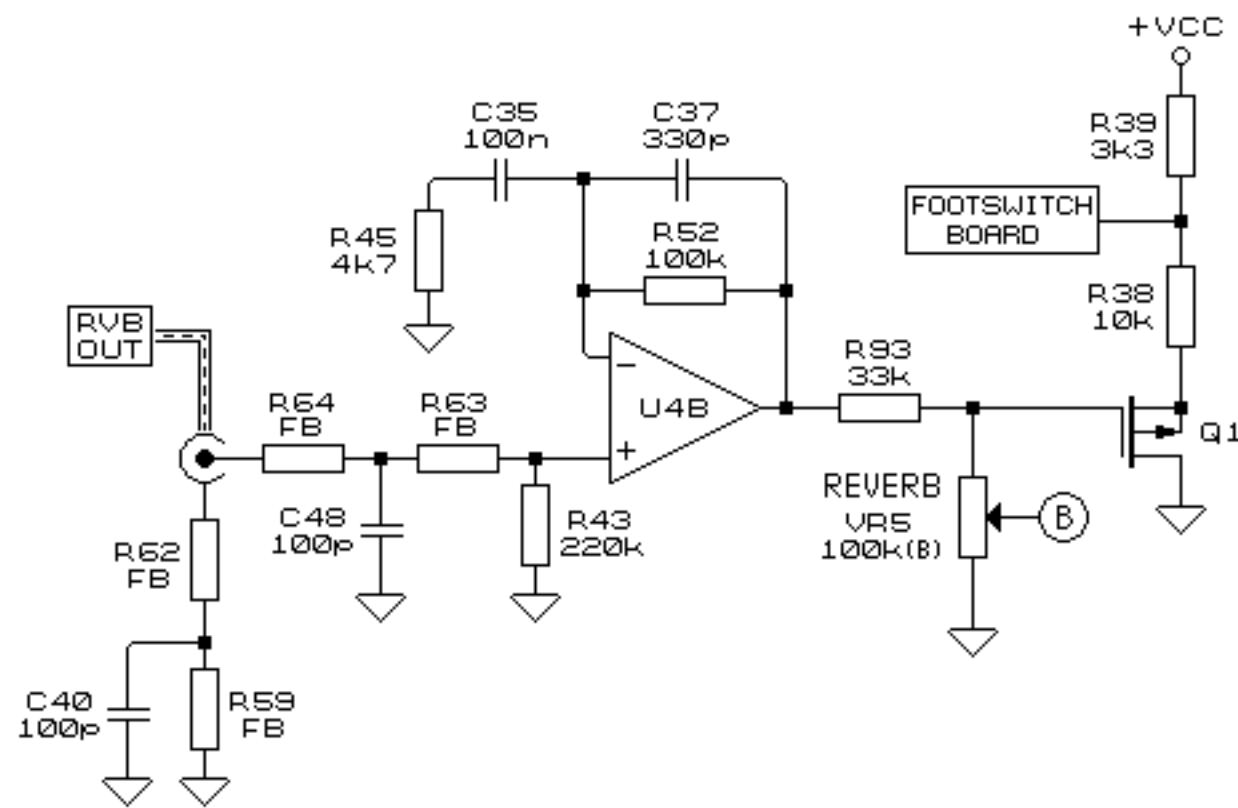 +VCC
C35
100n
C37
330p
R39
3k3
FOOTSWITCH
BOARD
R45
4k7
R52
100k
R38
10k
RVB
OUT
R93
33k
R64
FB
R63
FB
−
U4B
+
Q1
REVERB
VR5
100k(B)
B
C48
100p
R43
220k
R62
FB
C40
100p
R59
FB